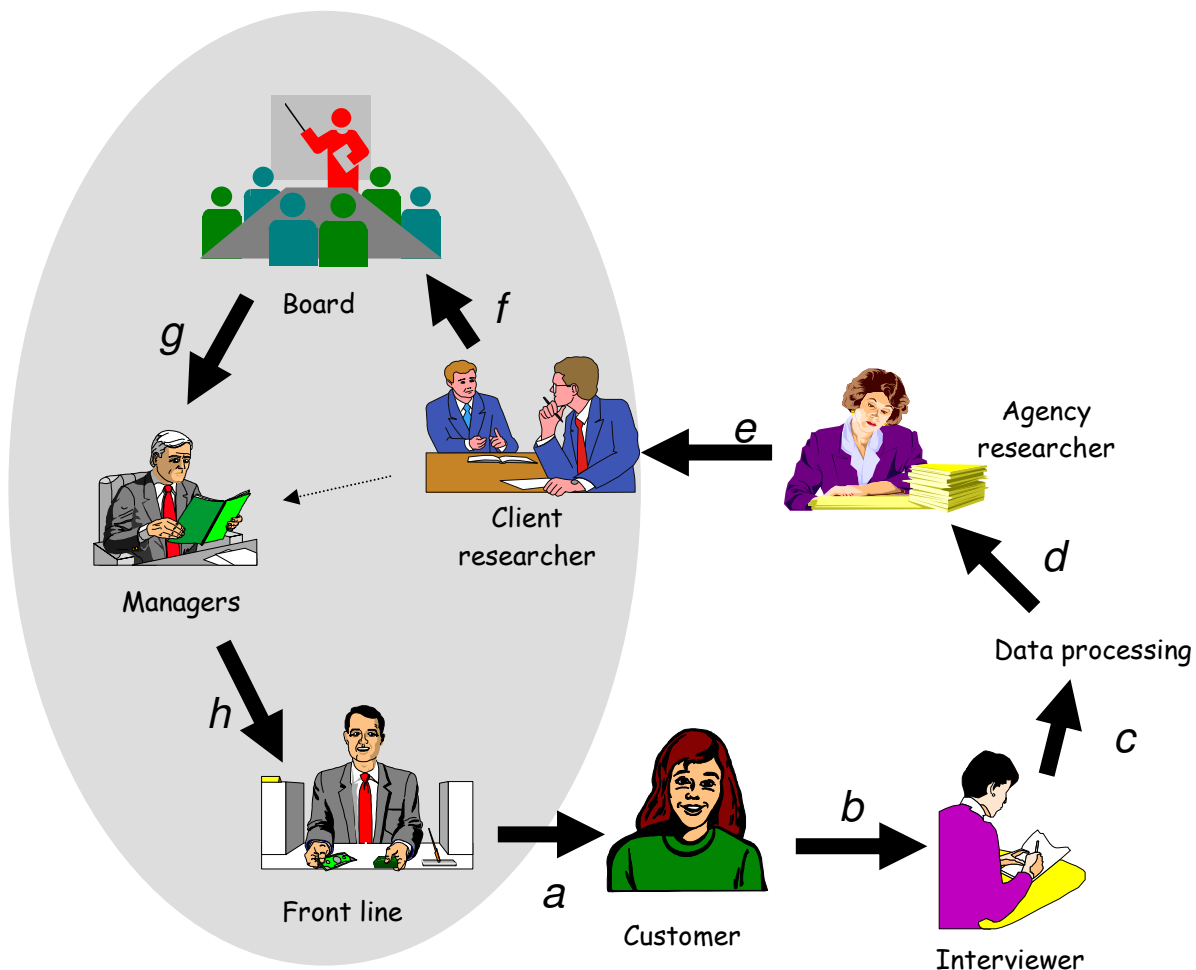 Board
f
g
Client
researcher
e
Agency
researcher
Managers
d
Data processing
h
c
b
a
Front line
Customer
Interviewer